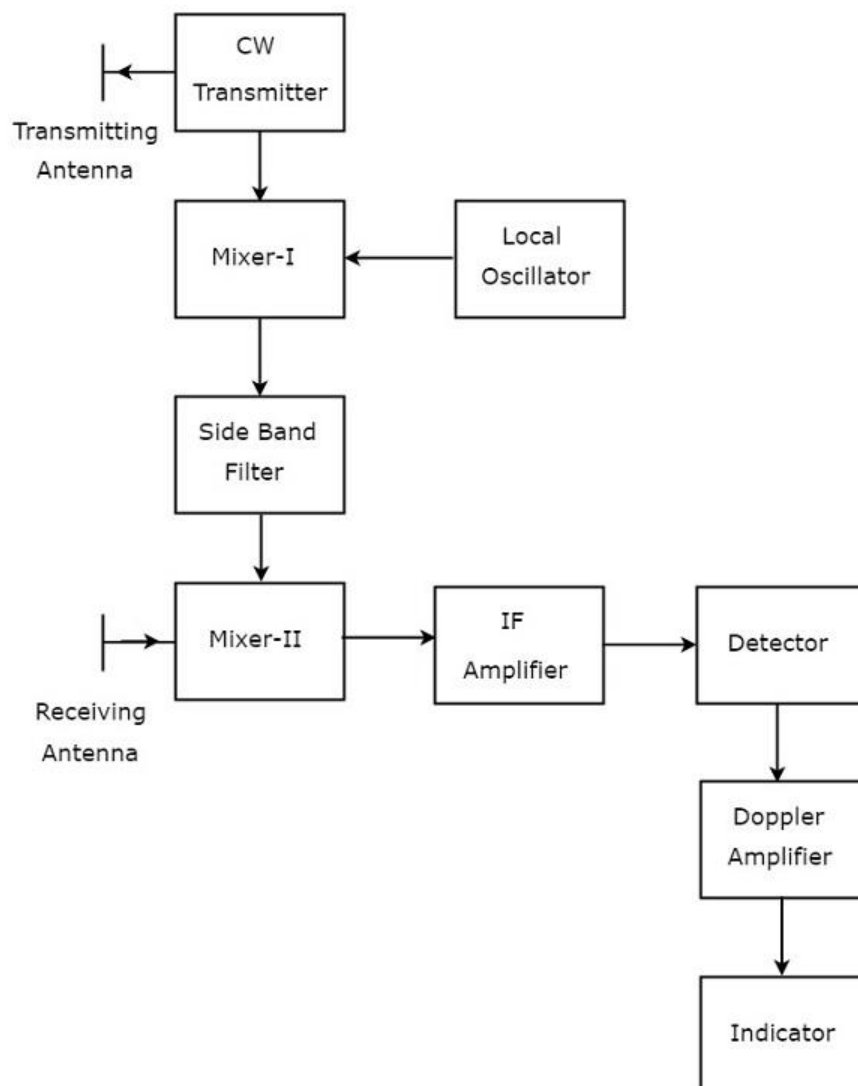 CW
Transmitter
Transmitting
Antenna
Mixer-I
Local
Oscillator
Side Band
Filter
Mixer-II
IF
Amplifier
Detector
Receiving
Antenna
Doppler
Amplifier
Indicator